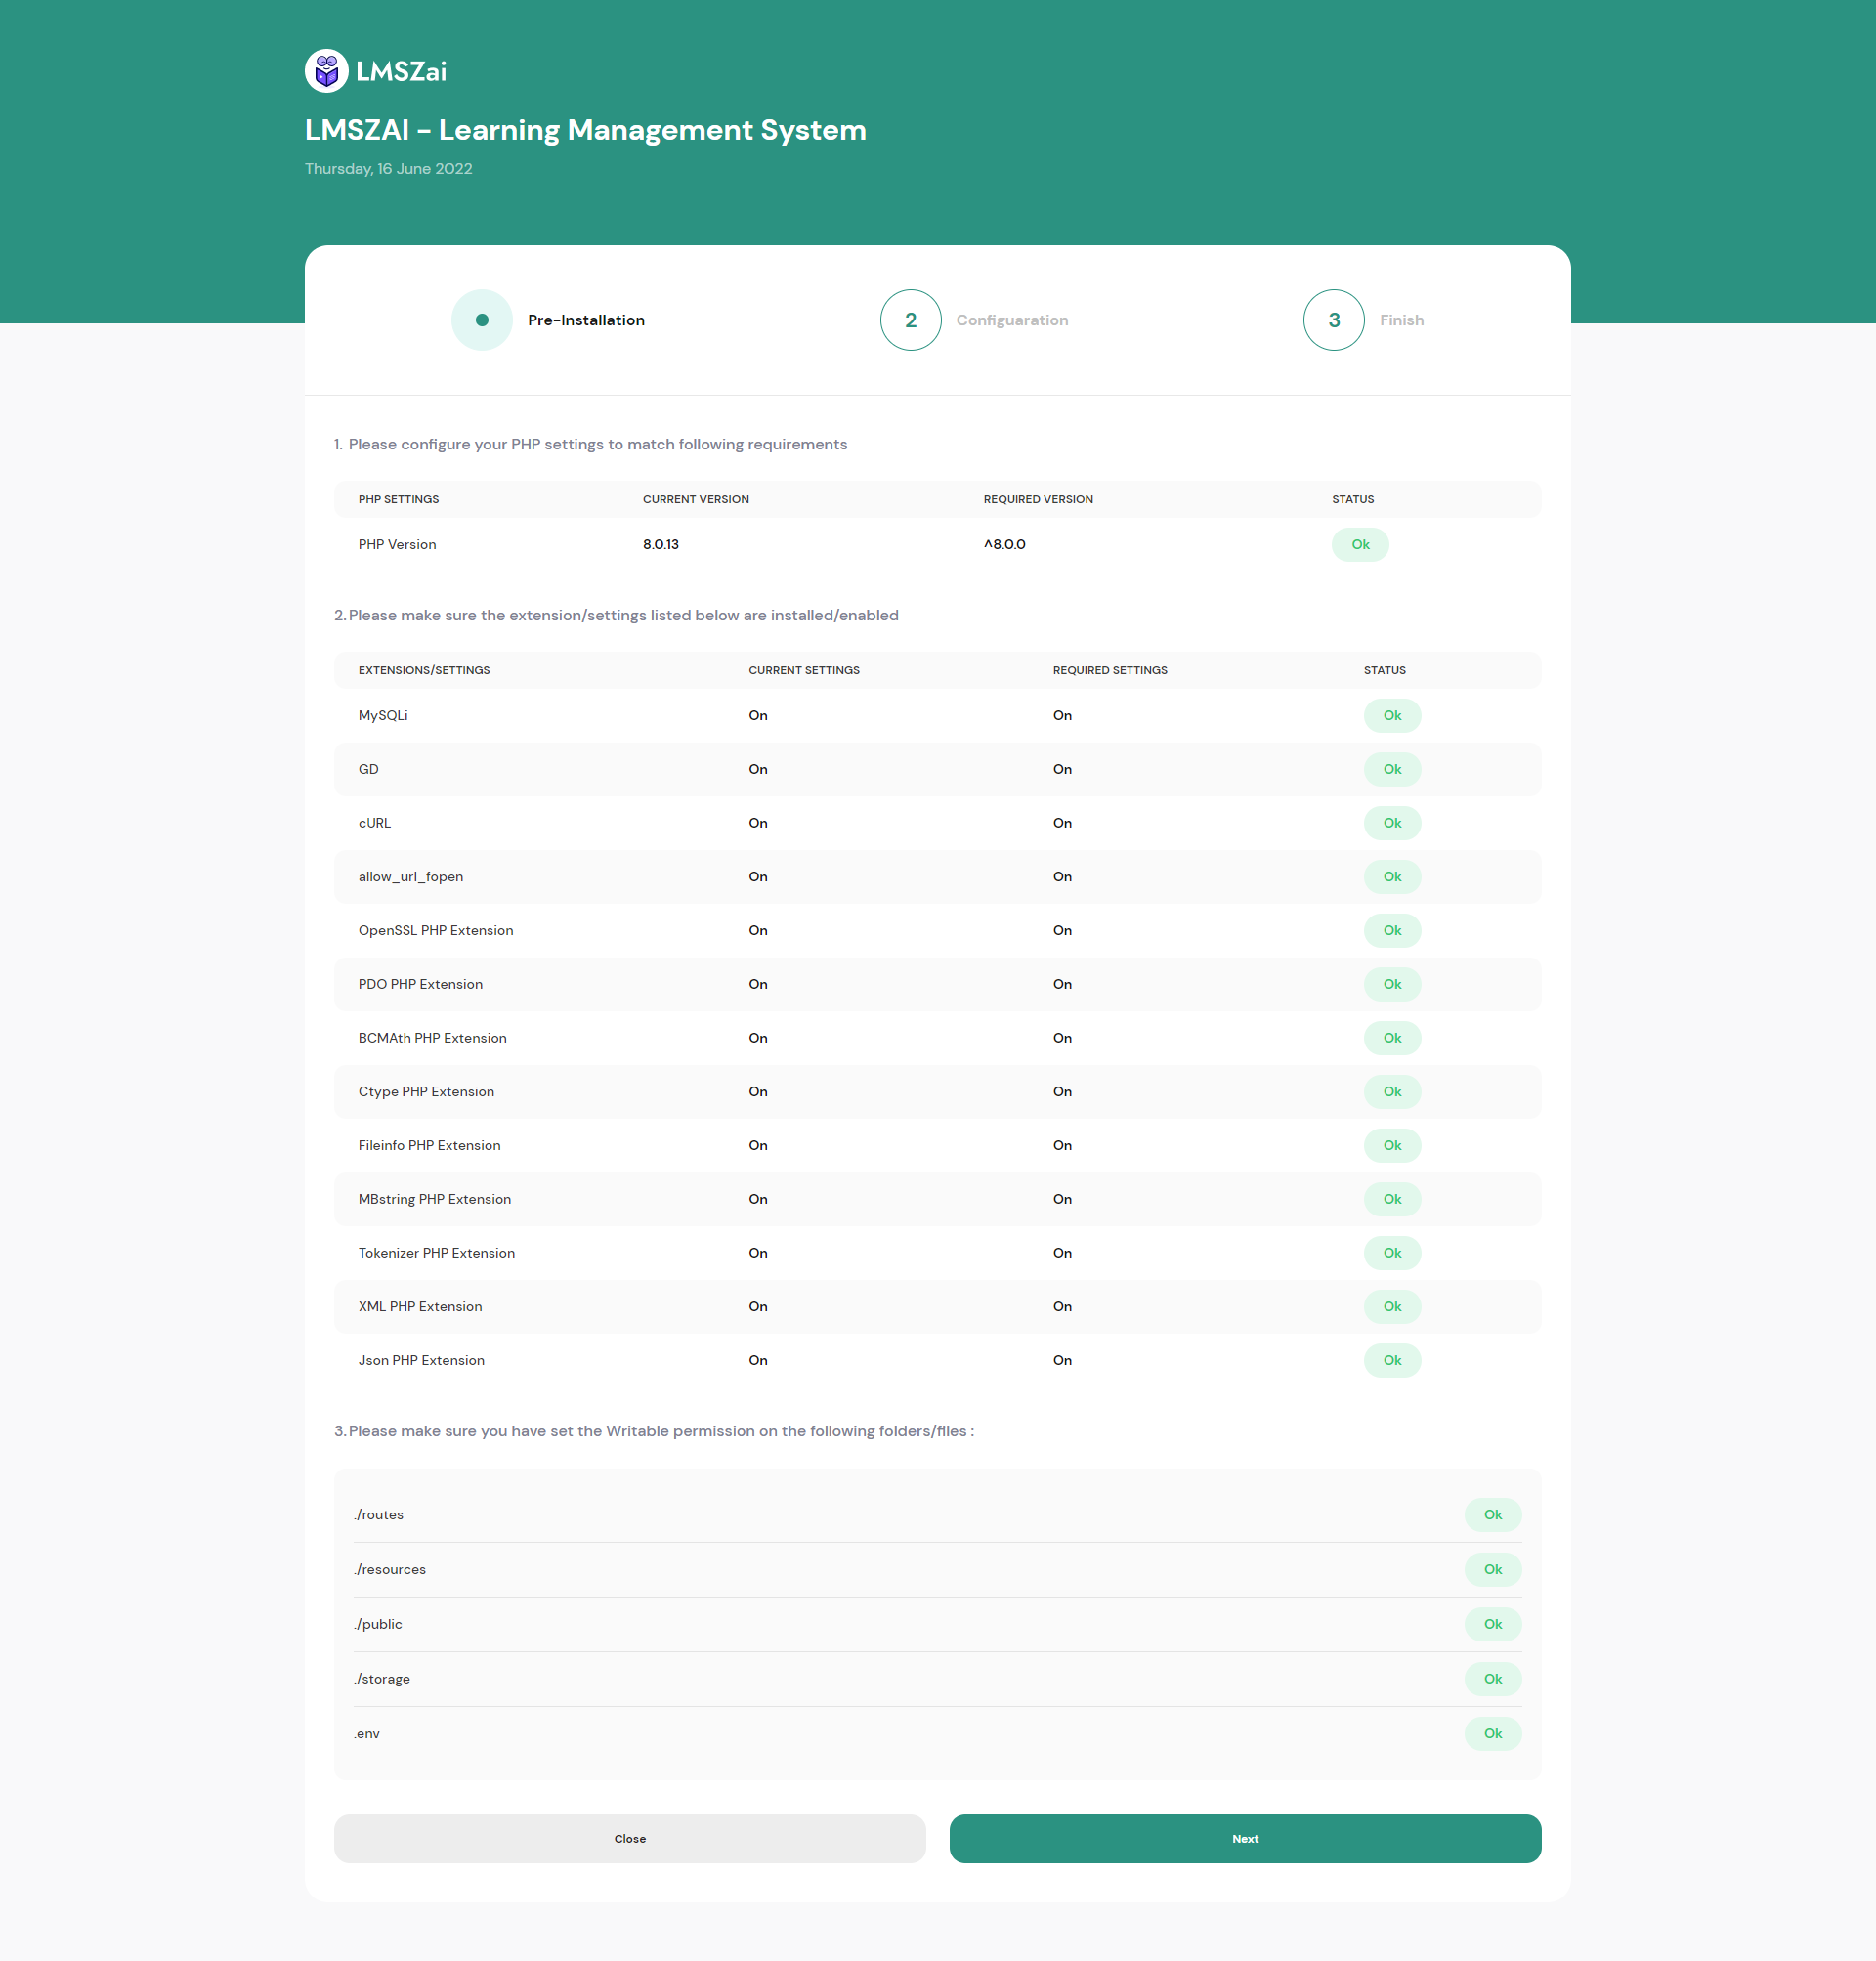 LMSZai
LMSZAI - Learning Management System
Thursday, 16 June 2022
Pre-Installation
2 Configuaration
3 Finish
1. Please configure your PHP settings to match following requirements
PHP SETTINGS CURRENT VERSION REQUIRED VERSION STATUS
PHP Version 8.0.13 ^8.0.0 Ok
2. Please make sure the extension/settings listed below are installed/enabled
EXTENSIONS/SETTINGS CURRENT SETTINGS REQUIRED SETTINGS STATUS
MySQLi On On Ok
GD On On Ok
cURL On On Ok
allow_url_fopen On On Ok
OpenSSL PHP Extension On On Ok
PDO PHP Extension On On Ok
BCMAth PHP Extension On On Ok
Ctype PHP Extension On On Ok
Fileinfo PHP Extension On On Ok
MBstring PHP Extension On On Ok
Tokenizer PHP Extension On On Ok
XML PHP Extension On On Ok
Json PHP Extension On On Ok
3. Please make sure you have set the Writable permission on the following folders/files :
./routes Ok
./resources Ok
./public Ok
./storage Ok
.env Ok
Close Next